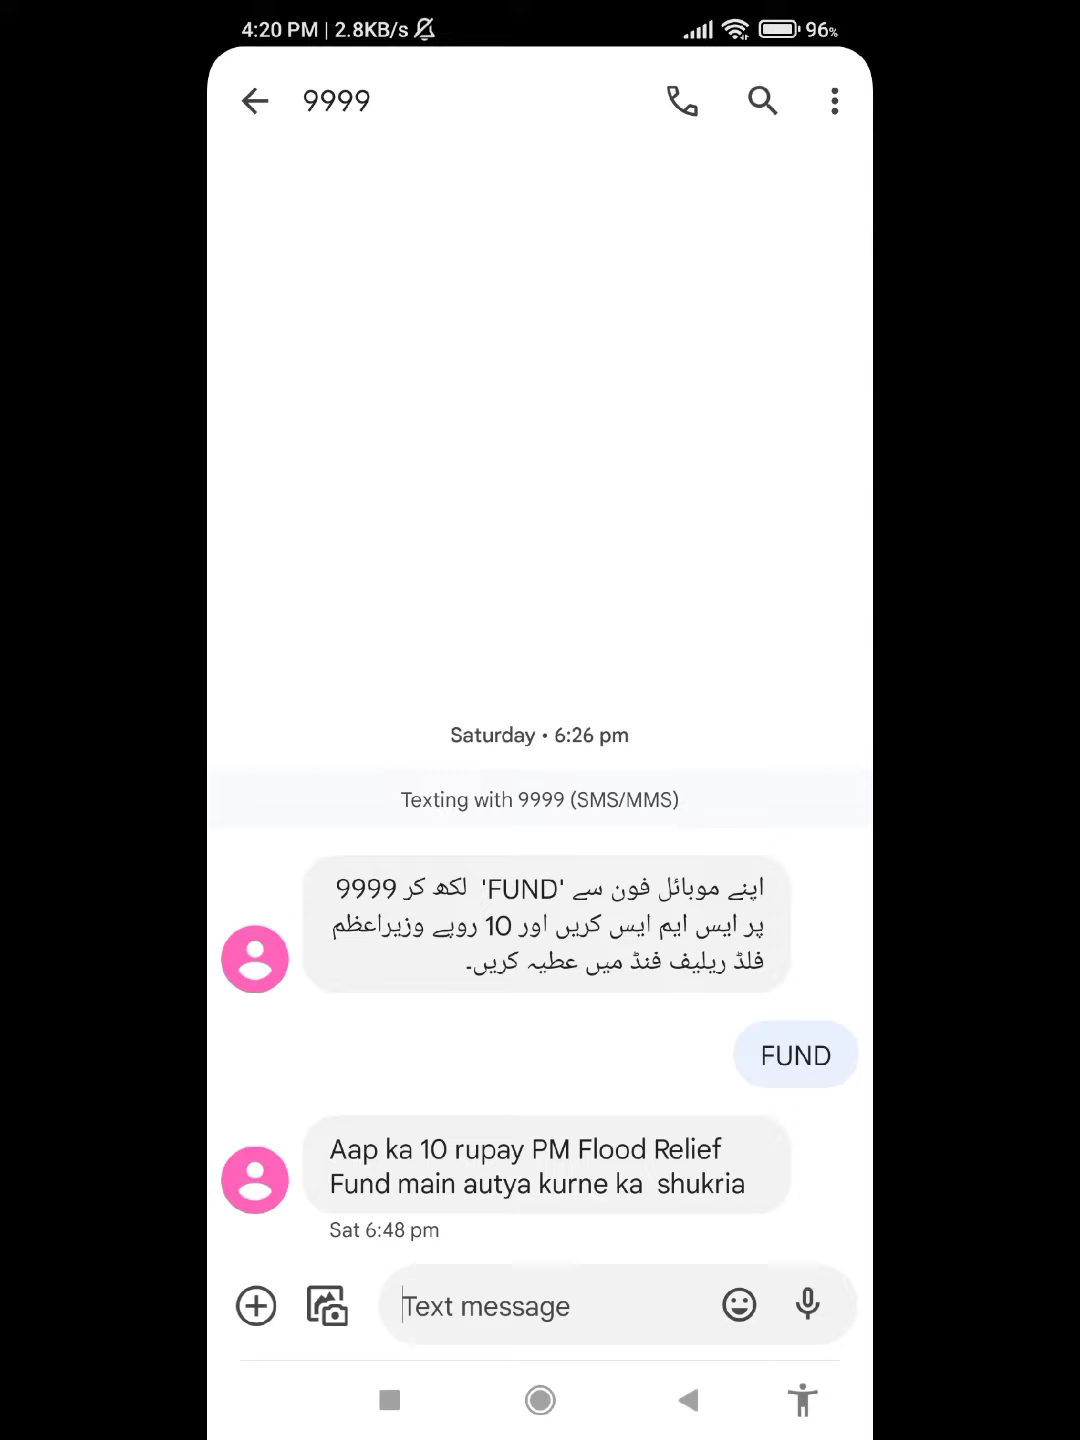 4:20 PM | 2.8KB/s 96%
9999
Saturday • 6:26 pm
Texting with 9999 (SMS/MMS)
اپنے موبائل فون سے 'FUND' لکھ کر 9999
پر ایس ایم ایس کریں اور 10 روپے وزیراعظم
فلڈ ریلیف فنڈ میں عطیہ کریں۔
FUND
Aap ka 10 rupay PM Flood Relief
Fund main autya kurne ka shukria
Sat 6:48 pm
Text message